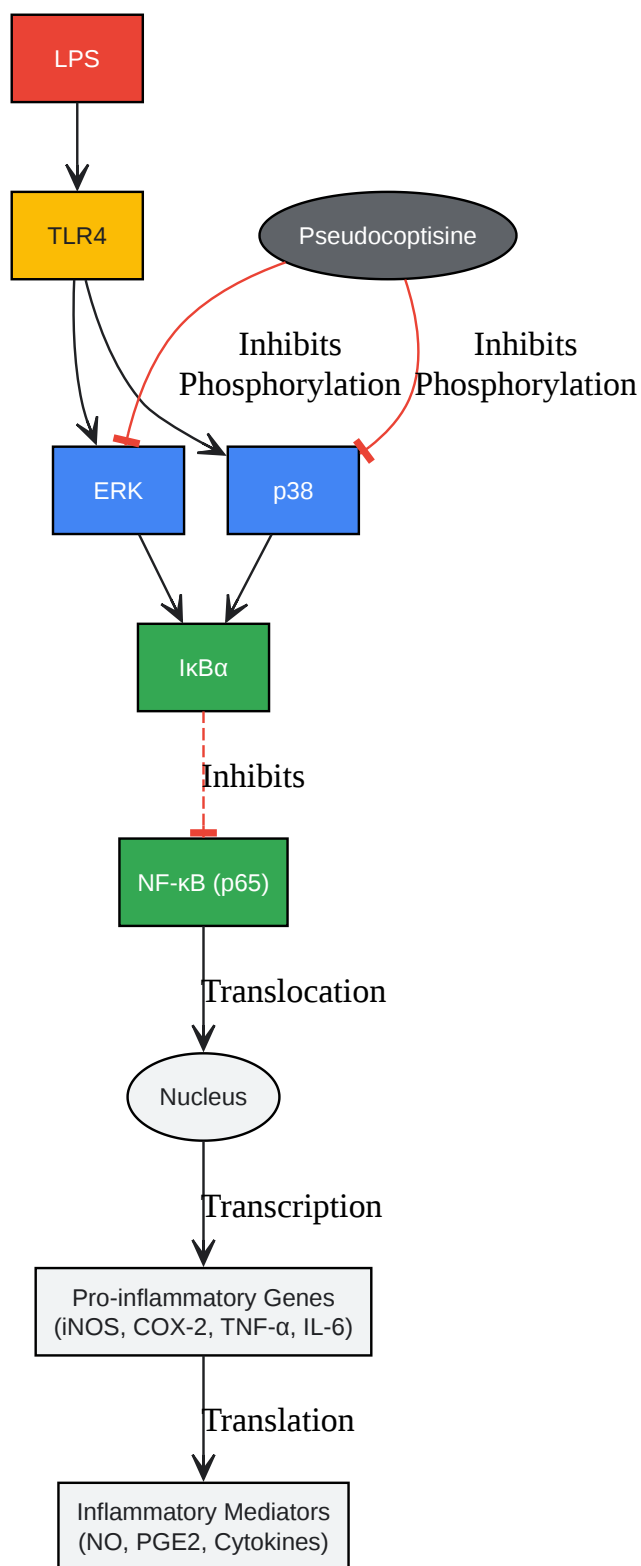 LPS
TLR4
Pseudocoptisine
Inhibits
Phosphorylation
Inhibits
Phosphorylation
ERK
p38
IκBα
Inhibits
NF-κB (p65)
Translocation
Nucleus
Transcription
Pro-inflammatory Genes
(iNOS, COX-2, TNF-α, IL-6)
Translation
Inflammatory Mediators
(NO, PGE2, Cytokines)